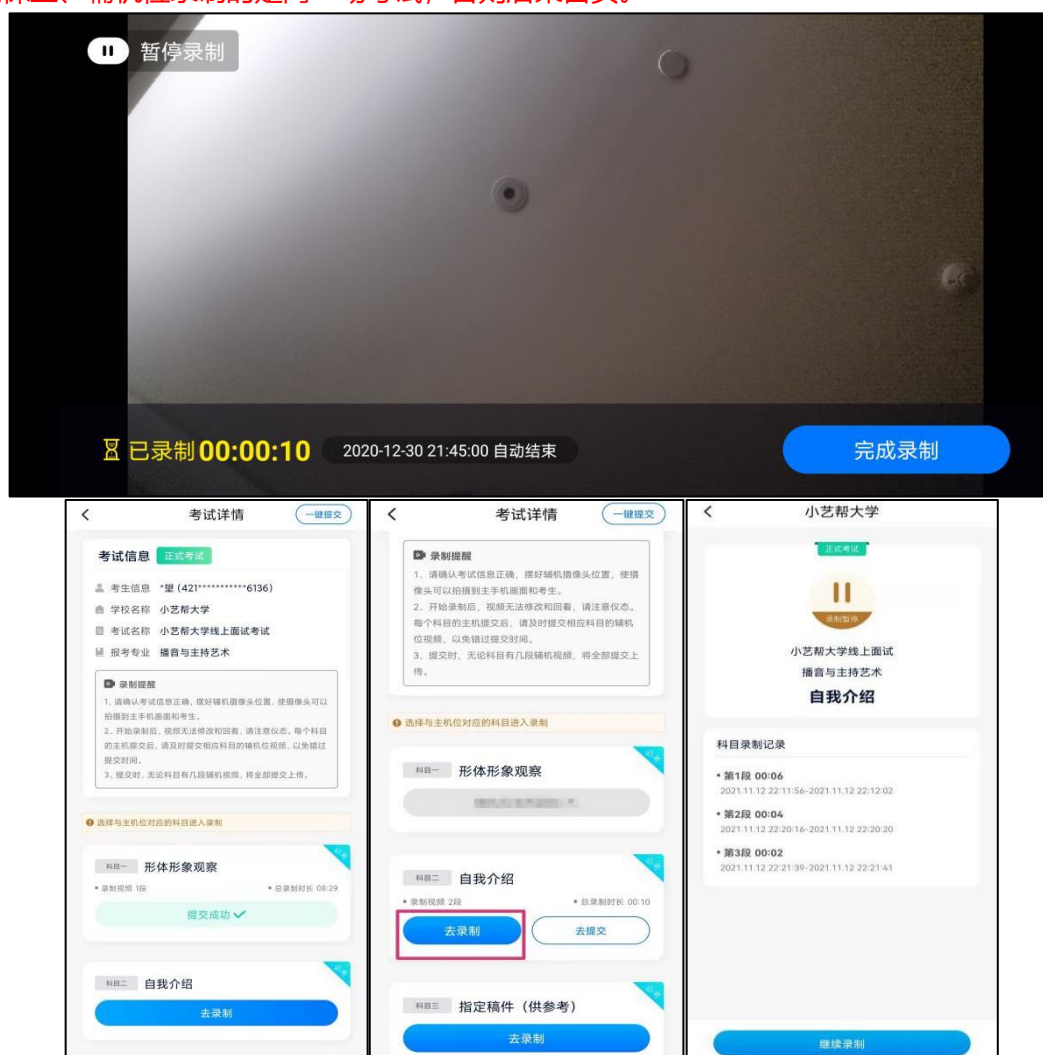 暂停录制
已录制 00:00:10 2020-12-30 21:45:00 自动结束 完成录制
考试详情 一键提交
考试信息 正式考试
考生信息 *望 (421***********6136)
学校名称 小艺帮大学
考试名称 小艺帮大学线上面试考试
报考专业 播音与主持艺术
录制提醒
1、请确认考试信息正确，摆好辅机摄像头位置，使摄像头可以
拍摄到主手机画面和考生。
2、开始录制后，视频无法修改和回看，请注意仪态。每个科目
的主机提交后，请及时提交相应科目的辅机位视频，以免错过
提交时间。
3、提交时，无论科目有几段辅机视频，将全部提交上传。
选择与主机位对应的科目进入录制
必考
科目一 形体形象观察
• 录制视频 1段 • 总录制时长 08:29
提交成功
必考
科目二 自我介绍
去录制
考试详情 一键提交
录制提醒
1、请确认考试信息正确，摆好辅机摄像头位置，使摄
像头可以拍摄到主手机画面和考生。
2、开始录制后，视频无法修改和回看，请注意仪态。
每个科目的主机提交后，请及时提交相应科目的辅机
位视频，以免错过提交时间。
3、提交时，无论科目有几段辅机视频，将全部提交上
传。
选择与主机位对应的科目进入录制
必考
科目一 形体形象观察
必考
科目二 自我介绍
• 录制视频 2段 • 总录制时长 00:10
去录制 去提交
必考
科目三 指定稿件（供参考）
去录制
小艺帮大学
正式考试
录制暂停
小艺帮大学线上面试
播音与主持艺术
自我介绍
科目录制记录
• 第1段 00:06
2021.11.12 22:11:56-2021.11.12 22:12:02
• 第2段 00:04
2021.11.12 22:20:16-2021.11.12 22:20:20
• 第3段 00:02
2021.11.12 22:21:39-2021.11.12 22:21:41
继续录制